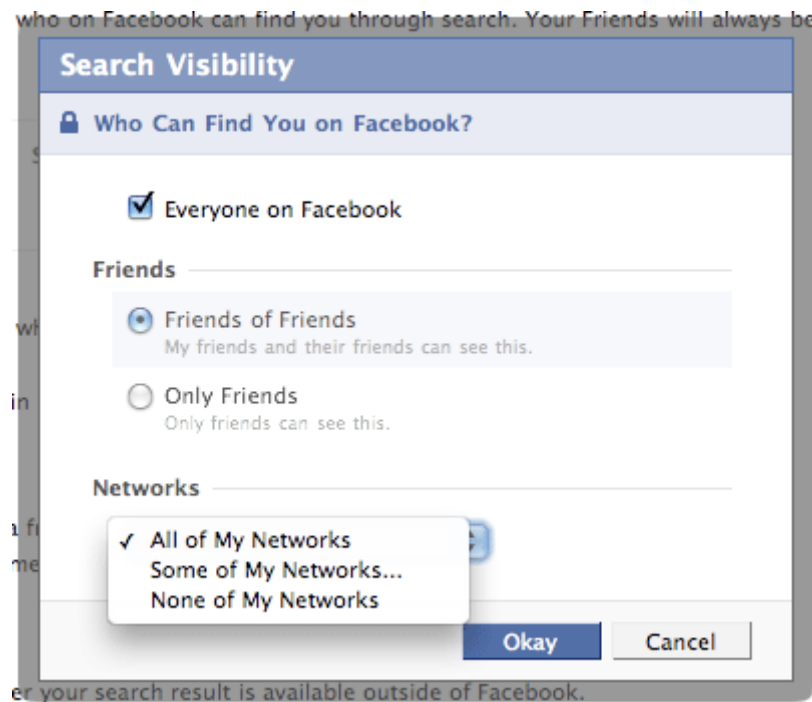 who on Facebook can find you through search. Your Friends will always be
Search Visibility
Who Can Find You on Facebook?
Everyone on Facebook
Friends
Friends of Friends
My friends and their friends can see this.
Only Friends
Only friends can see this.
in
Networks
All of My Networks
Some of My Networks...
None of My Networks
Okay Cancel
your search result is available outside of Facebook.